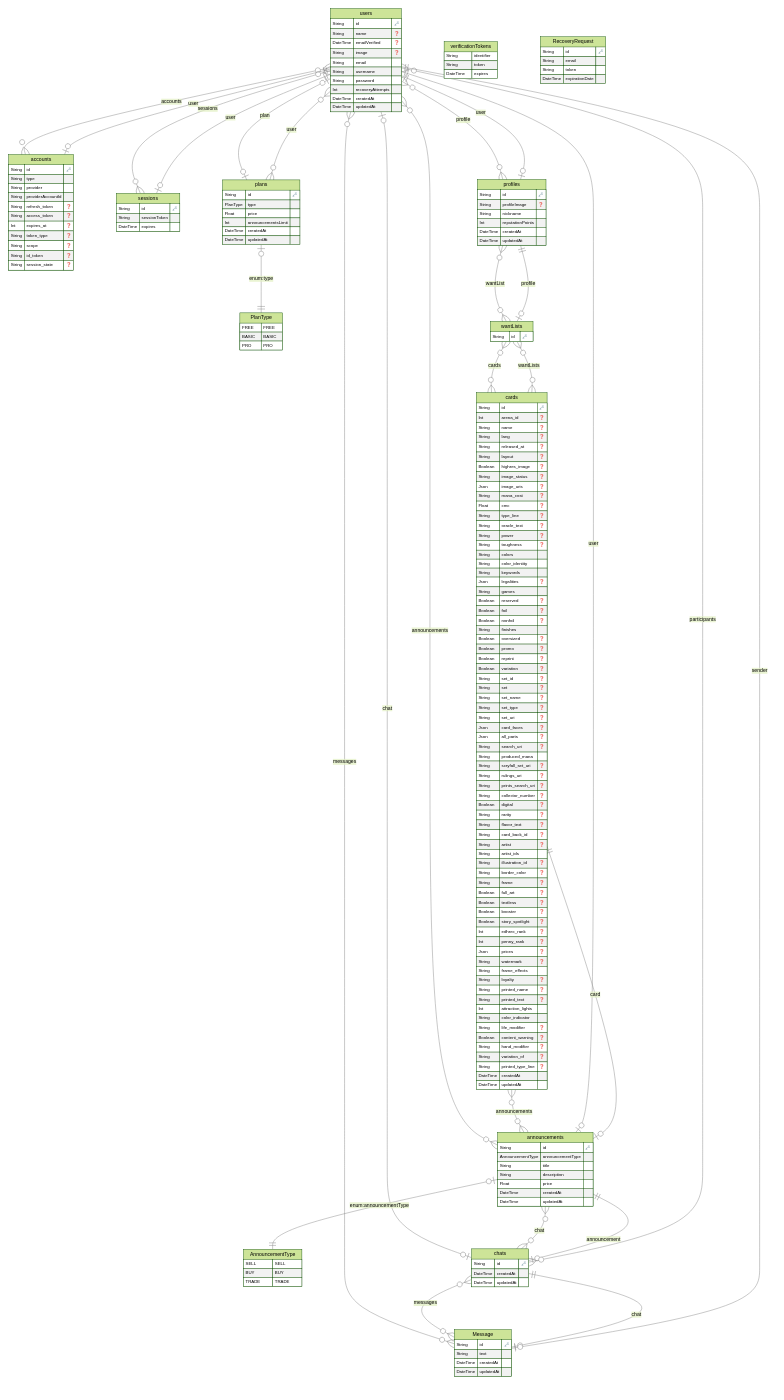 users
String id
String name ❓
DateTime emailVerified ❓
String image ❓
String email
String username
String password
Int recoveryAttempts
DateTime createdAt
DateTime updatedAt
verificationTokens
String identifier
String token
DateTime expires
RecoveryRequest
String id
String email
String token
DateTime expirationDate
accounts
user
sessions
user
plan
user
profile
user
accounts
String id
String type
String provider
String providerAccountId
String refresh_token ❓
String access_token ❓
Int expires_at ❓
String token_type ❓
String scope ❓
String id_token ❓
String session_state ❓
sessions
String id
String sessionToken
DateTime expires
plans
String id
PlanType type
Float price
Int announcementsLimit
DateTime createdAt
DateTime updatedAt
profiles
String id
String profileImage ❓
String nickname
Int reputationPoints
DateTime createdAt
DateTime updatedAt
enum:type
wantList
profile
PlanType
FREE FREE
BASIC BASIC
PRO PRO
wantLists
String id
cards
wantLists
cards
String id
Int arena_id ❓
String name ❓
String lang ❓
String released_at ❓
String layout ❓
Boolean highres_image ❓
String image_status ❓
Json image_uris ❓
String mana_cost ❓
Float cmc ❓
String type_line ❓
String oracle_text ❓
String power ❓
String toughness ❓
String colors
String color_identity
String keywords
Json legalities ❓
String games
Boolean reserved ❓
Boolean foil ❓
Boolean nonfoil ❓
String finishes
Boolean oversized ❓
Boolean promo ❓
Boolean reprint ❓
Boolean variation ❓
String set_id ❓
String set ❓
String set_name ❓
String set_type ❓
String set_uri ❓
Json card_faces ❓
Json all_parts ❓
String search_uri ❓
String produced_mana
String scryfall_set_uri ❓
String rulings_uri ❓
String prints_search_uri ❓
String collector_number ❓
Boolean digital ❓
String rarity ❓
String flavor_text ❓
String card_back_id ❓
String artist ❓
String artist_ids
String illustration_id ❓
String border_color ❓
String frame ❓
Boolean full_art ❓
Boolean textless ❓
Boolean booster ❓
Boolean story_spotlight ❓
Int edhrec_rank ❓
Int penny_rank ❓
Json prices ❓
String watermark ❓
String frame_effects
String loyalty ❓
String printed_name ❓
String printed_text ❓
Int attraction_lights
String color_indicator
String life_modifier ❓
Boolean content_warning ❓
String hand_modifier ❓
String variation_of ❓
String printed_type_line ❓
DateTime createdAt
DateTime updatedAt
user
participants
sender
announcements
chat
messages
card
announcements
announcements
String id
AnnouncementType announcementType
String title
String description
Float price
DateTime createdAt
DateTime updatedAt
enum:announcementType
chat
announcement
AnnouncementType
SELL SELL
BUY BUY
TRADE TRADE
chats
String id
DateTime createdAt
DateTime updatedAt
messages
chat
Message
String id
String text
DateTime createdAt
DateTime updatedAt